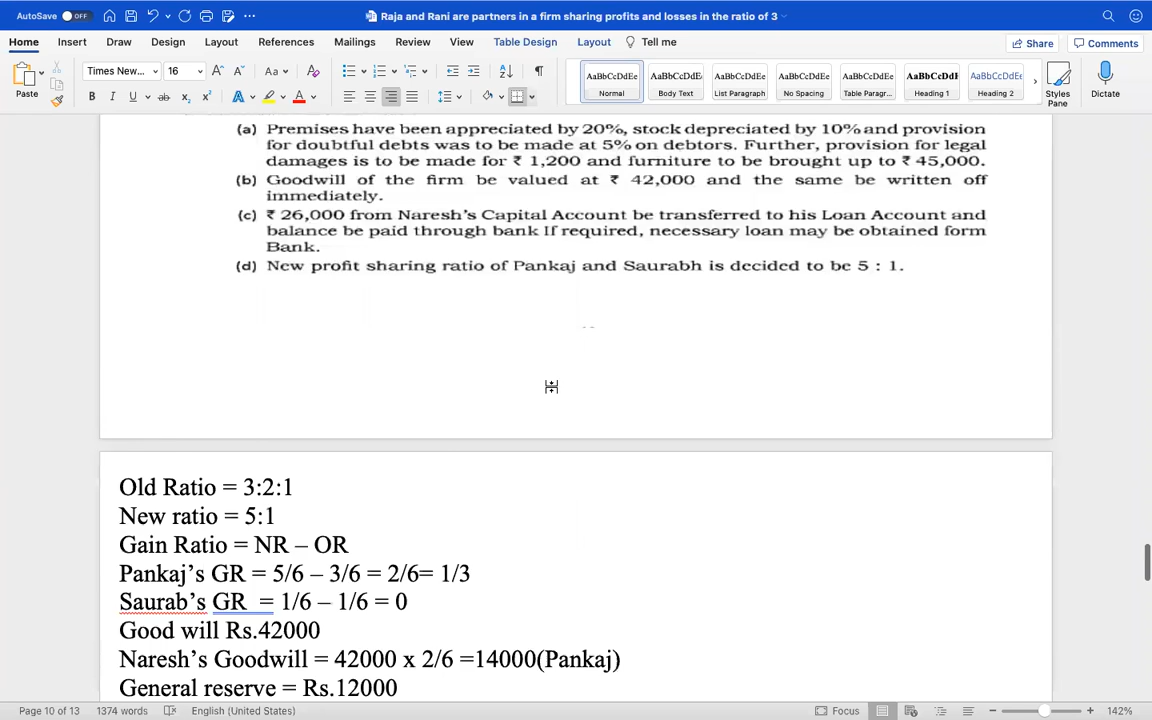 AutoSave OFF
Raja and Rani are partners in a firm sharing profits and losses in the ratio of 3
Home Insert Draw Design Layout References Mailings Review View Table Design Layout Tell me
Share Comments
Paste
Times New... 16
AaBbCcDdEe Normal
AaBbCcDdEe Body Text
AaBbCcDdEe List Paragraph
AaBbCcDdEe No Spacing
AaBbCcDdEe Table Paragr...
AaBbCcDdE Heading 1
AaBbCcDdEe Heading 2
Styles Pane
Dictate
(a) Premises have been appreciated by 20%, stock depreciated by 10% and provision
for doubtful debts was to be made at 5% on debtors. Further, provision for legal
damages is to be made for ₹ 1,200 and furniture to be brought up to ₹ 45,000.
(b) Goodwill of the firm be valued at ₹ 42,000 and the same be written off
immediately.
(c) ₹ 26,000 from Naresh's Capital Account be transferred to his Loan Account and
balance be paid through bank If required, necessary loan may be obtained form
Bank.
(d) New profit sharing ratio of Pankaj and Saurabh is decided to be 5 : 1.
Old Ratio = 3:2:1
New ratio = 5:1
Gain Ratio = NR – OR
Pankaj's GR = 5/6 – 3/6 = 2/6= 1/3
Saurab's GR = 1/6 – 1/6 = 0
Good will Rs.42000
Naresh's Goodwill = 42000 x 2/6 =14000(Pankaj)
General reserve = Rs.12000
Page 10 of 13 1374 words English (United States) Focus 142%